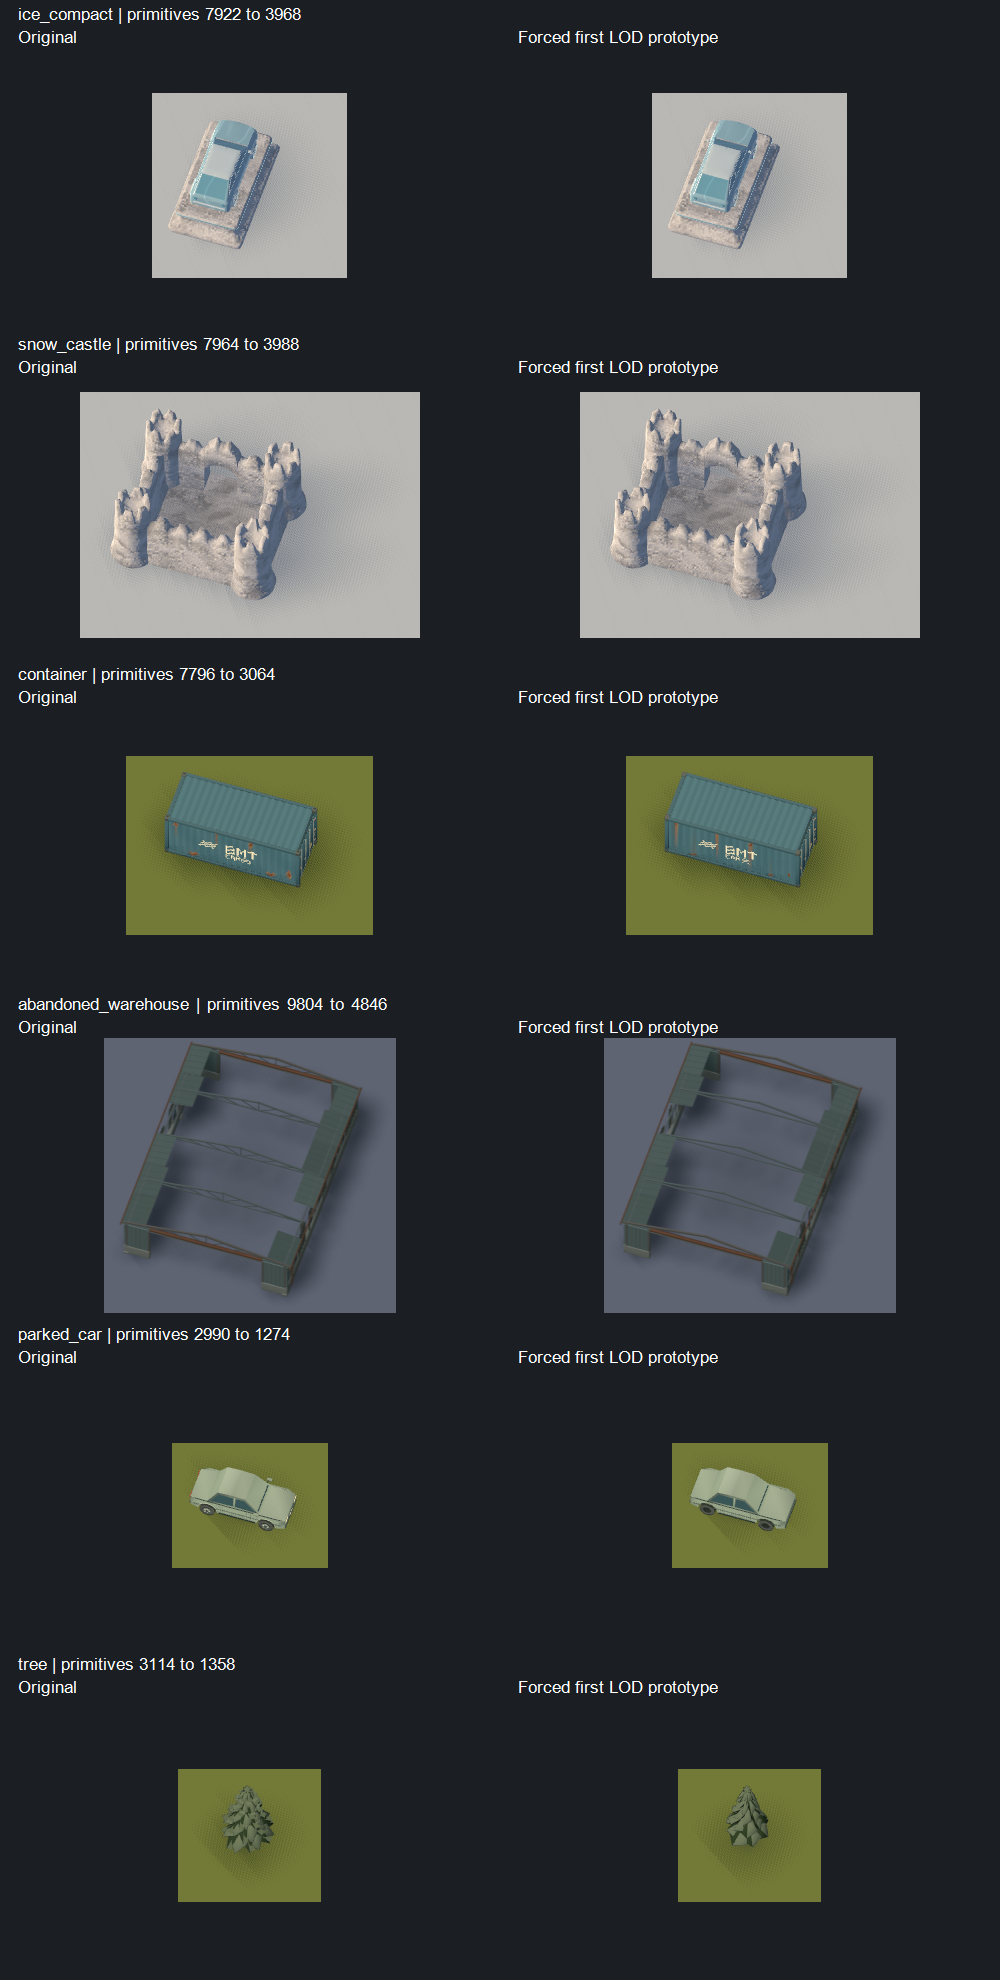 ice_compact | primitives 7922 to 3968
Original
Forced first LOD prototype
snow_castle | primitives 7964 to 3988
Original
Forced first LOD prototype
container | primitives 7796 to 3064
Original
Forced first LOD prototype
BMT
BMT
abandoned_warehouse | primitives 9804 to 4846
Original
Forced first LOD prototype
parked_car | primitives 2990 to 1274
Original
Forced first LOD prototype
tree | primitives 3114 to 1358
Original
Forced first LOD prototype